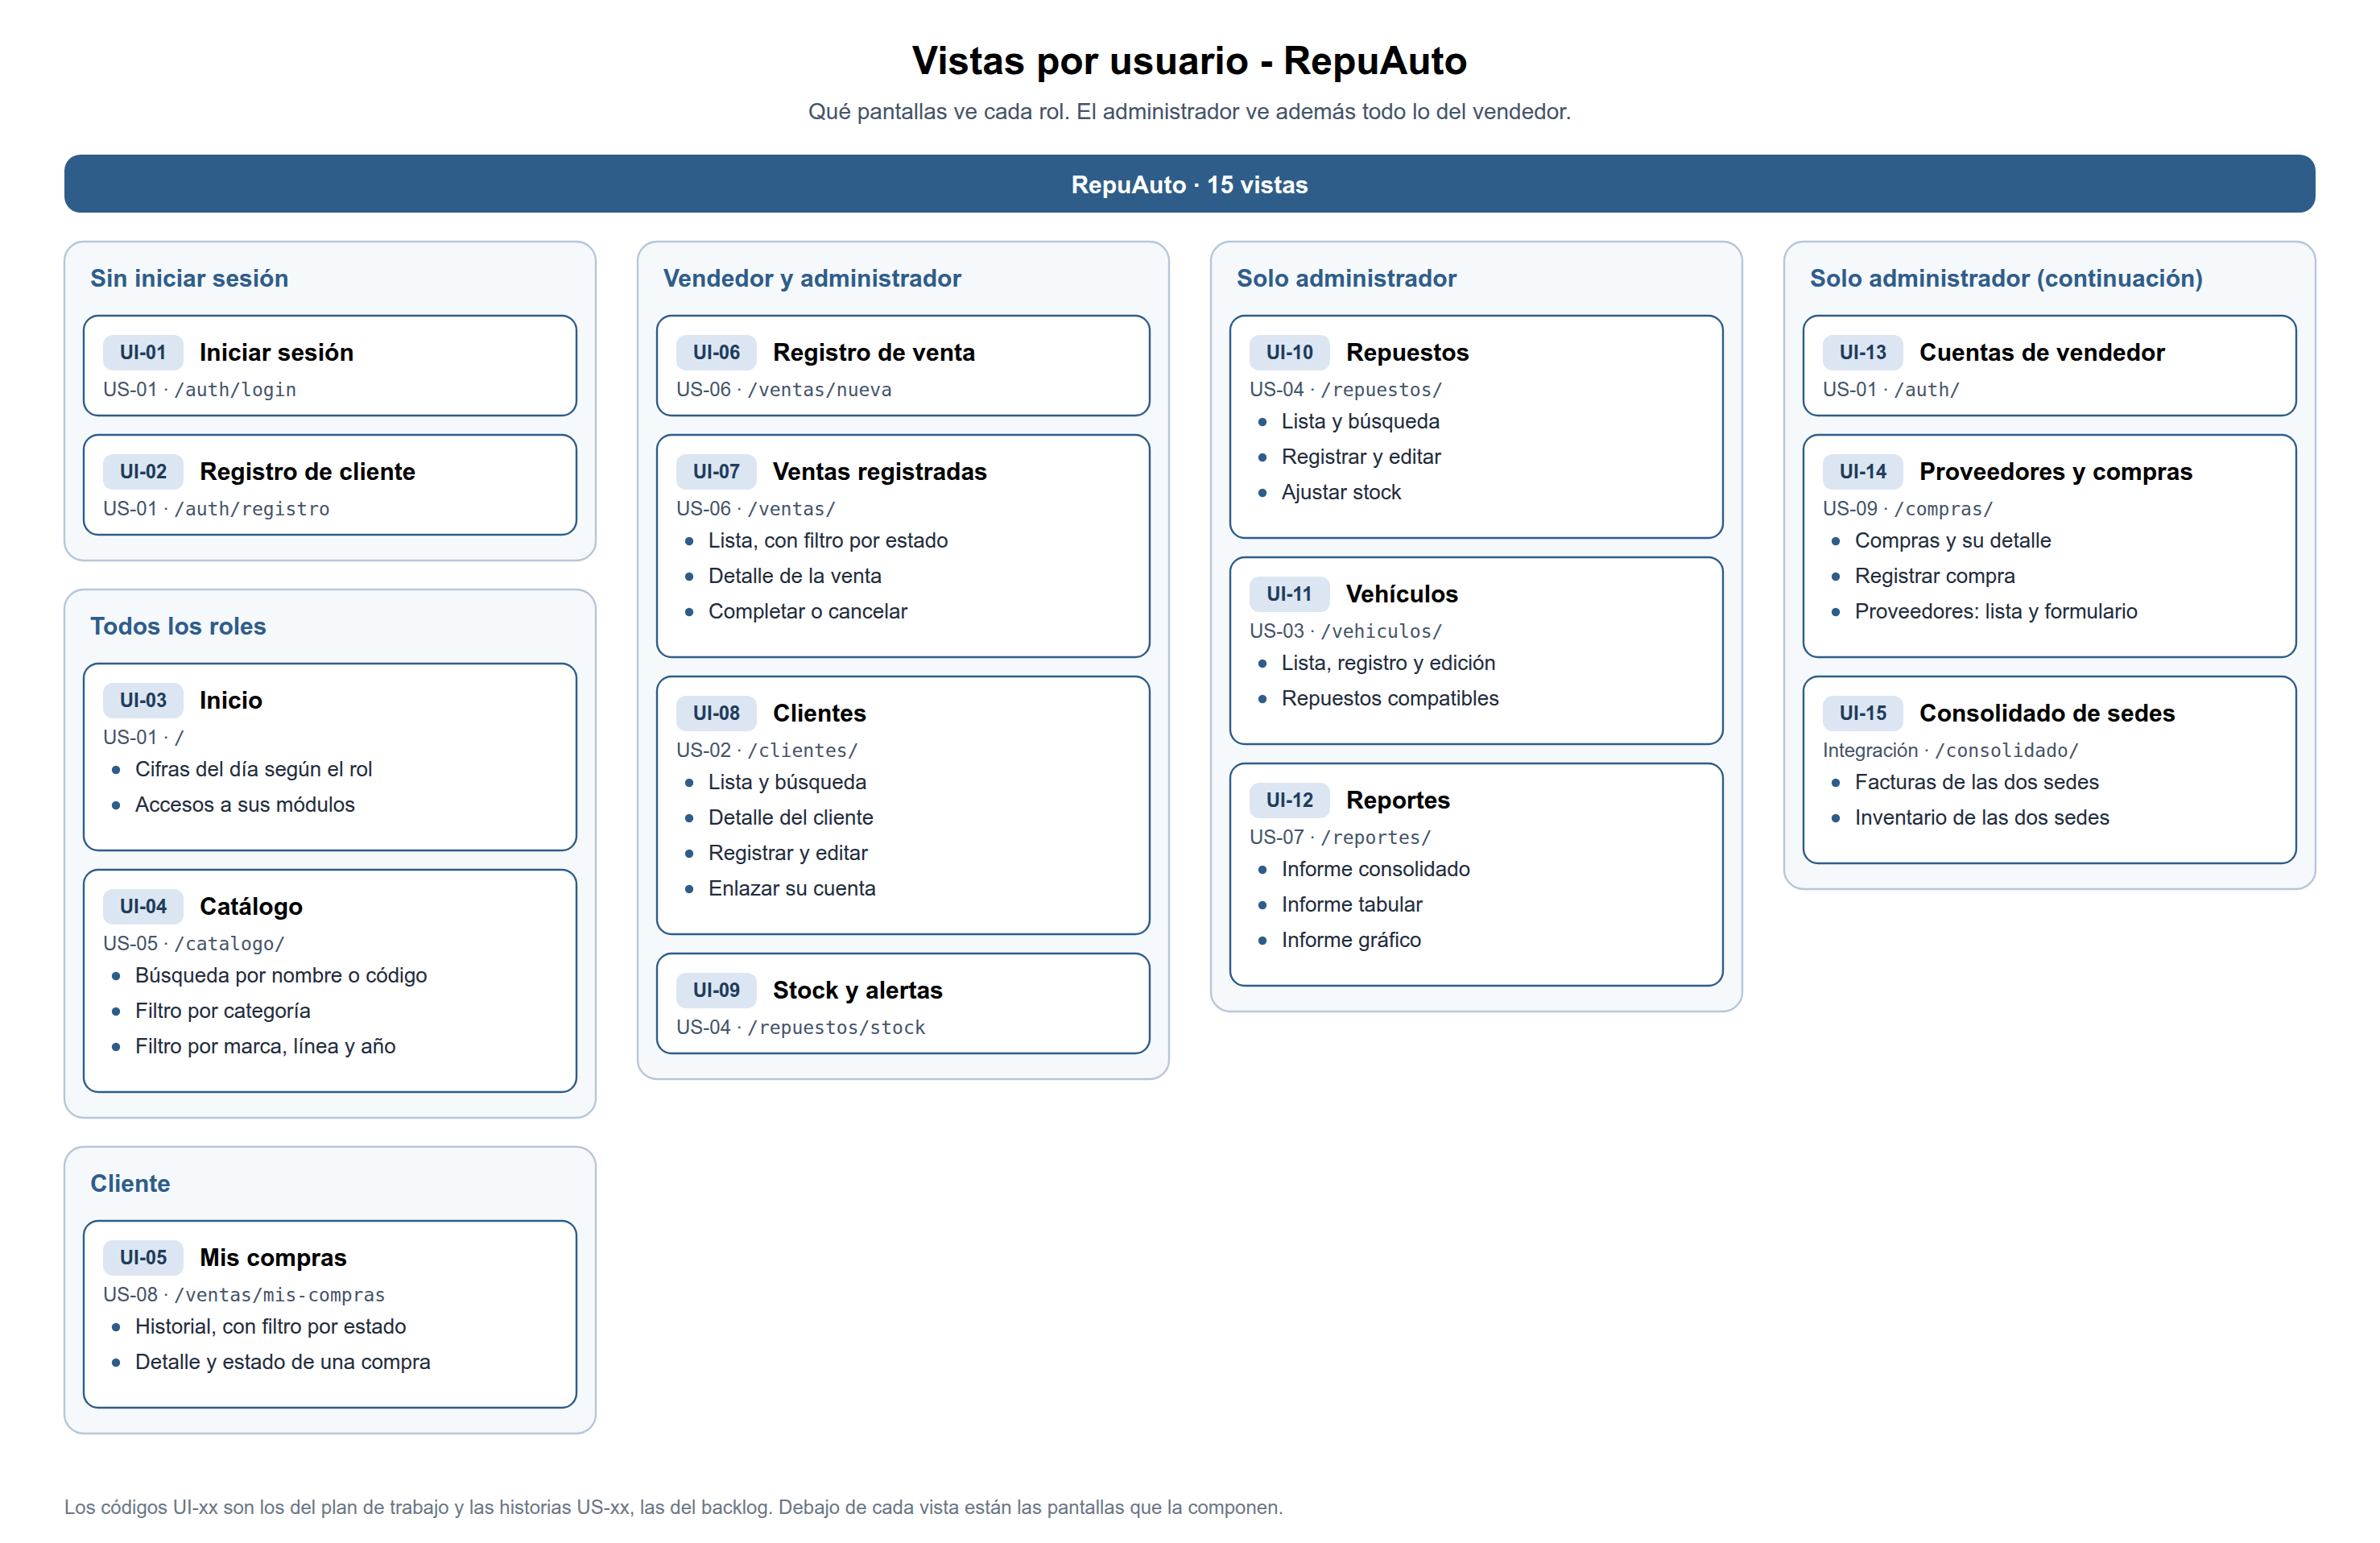 Vistas por usuario - RepuAuto
Qué pantallas ve cada rol. El administrador ve además todo lo del vendedor.
RepuAuto · 15 vistas
Sin iniciar sesión
UI-01 Iniciar sesión
US-01 · /auth/login
UI-02 Registro de cliente
US-01 · /auth/registro
Todos los roles
UI-03 Inicio
US-01 · /
Cifras del día según el rol
Accesos a sus módulos
UI-04 Catálogo
US-05 · /catalogo/
Búsqueda por nombre o código
Filtro por categoría
Filtro por marca, línea y año
Cliente
UI-05 Mis compras
US-08 · /ventas/mis-compras
Historial, con filtro por estado
Detalle y estado de una compra
Vendedor y administrador
UI-06 Registro de venta
US-06 · /ventas/nueva
UI-07 Ventas registradas
US-06 · /ventas/
Lista, con filtro por estado
Detalle de la venta
Completar o cancelar
UI-08 Clientes
US-02 · /clientes/
Lista y búsqueda
Detalle del cliente
Registrar y editar
Enlazar su cuenta
UI-09 Stock y alertas
US-04 · /repuestos/stock
Solo administrador
UI-10 Repuestos
US-04 · /repuestos/
Lista y búsqueda
Registrar y editar
Ajustar stock
UI-11 Vehículos
US-03 · /vehiculos/
Lista, registro y edición
Repuestos compatibles
UI-12 Reportes
US-07 · /reportes/
Informe consolidado
Informe tabular
Informe gráfico
Solo administrador (continuación)
UI-13 Cuentas de vendedor
US-01 · /auth/
UI-14 Proveedores y compras
US-09 · /compras/
Compras y su detalle
Registrar compra
Proveedores: lista y formulario
UI-15 Consolidado de sedes
Integración · /consolidado/
Facturas de las dos sedes
Inventario de las dos sedes
Los códigos UI-xx son los del plan de trabajo y las historias US-xx, las del backlog. Debajo de cada vista están las pantallas que la componen.